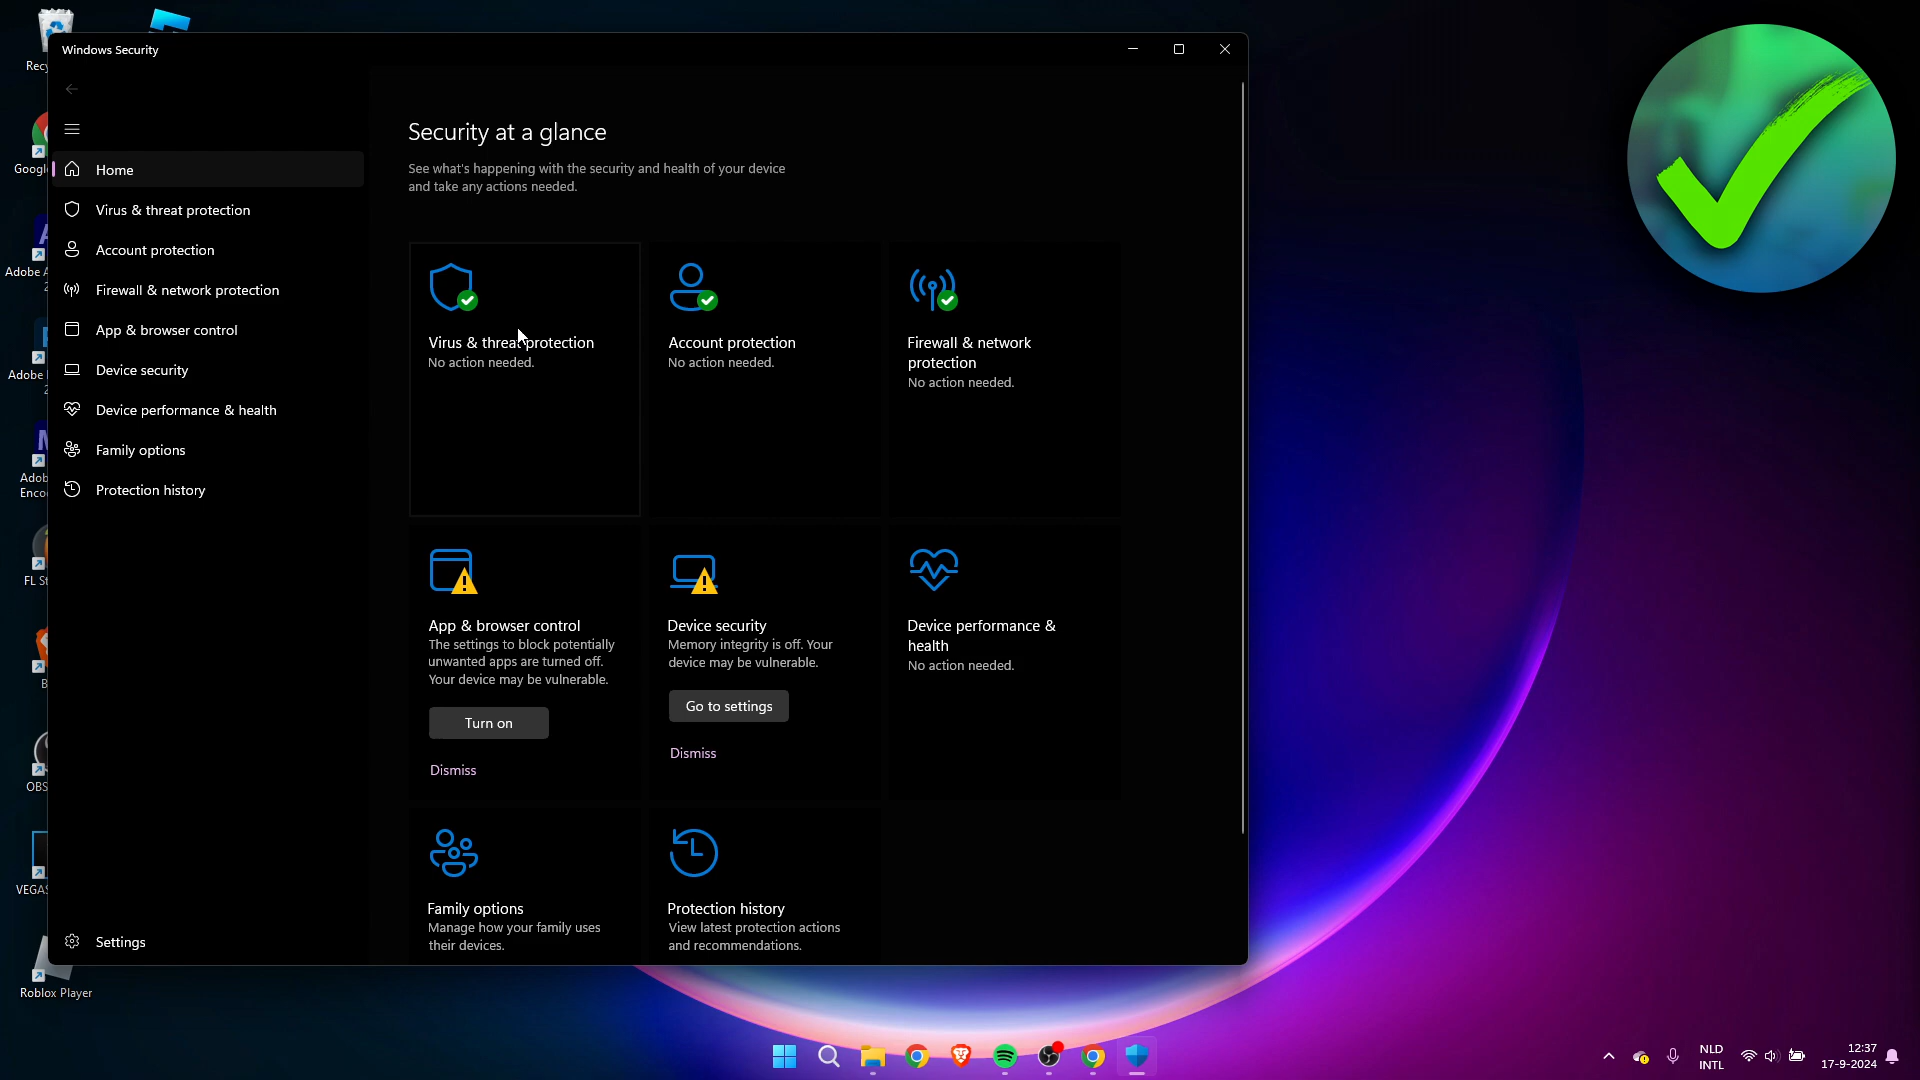 Windows Security
Home
Virus & threat protection
Account protection
Firewall & network protection
App & browser control
Device security
Device performance & health
Family options
Protection history
Settings
Security at a glance
See what's happening with the security and health of your device
and take any actions needed.
Virus & threat protection
No action needed.
Account protection
No action needed.
Firewall & network
protection
No action needed.
App & browser control
The settings to block potentially
unwanted apps are turned off.
Your device may be vulnerable.
Turn on
Dismiss
Device security
Memory integrity is off. Your
device may be vulnerable.
Go to settings
Dismiss
Device performance &
health
No action needed.
Family options
Manage how your family uses
their devices.
Protection history
View latest protection actions
and recommendations.
Roblox Player
NLD
INTL
12:37
17-9-2024